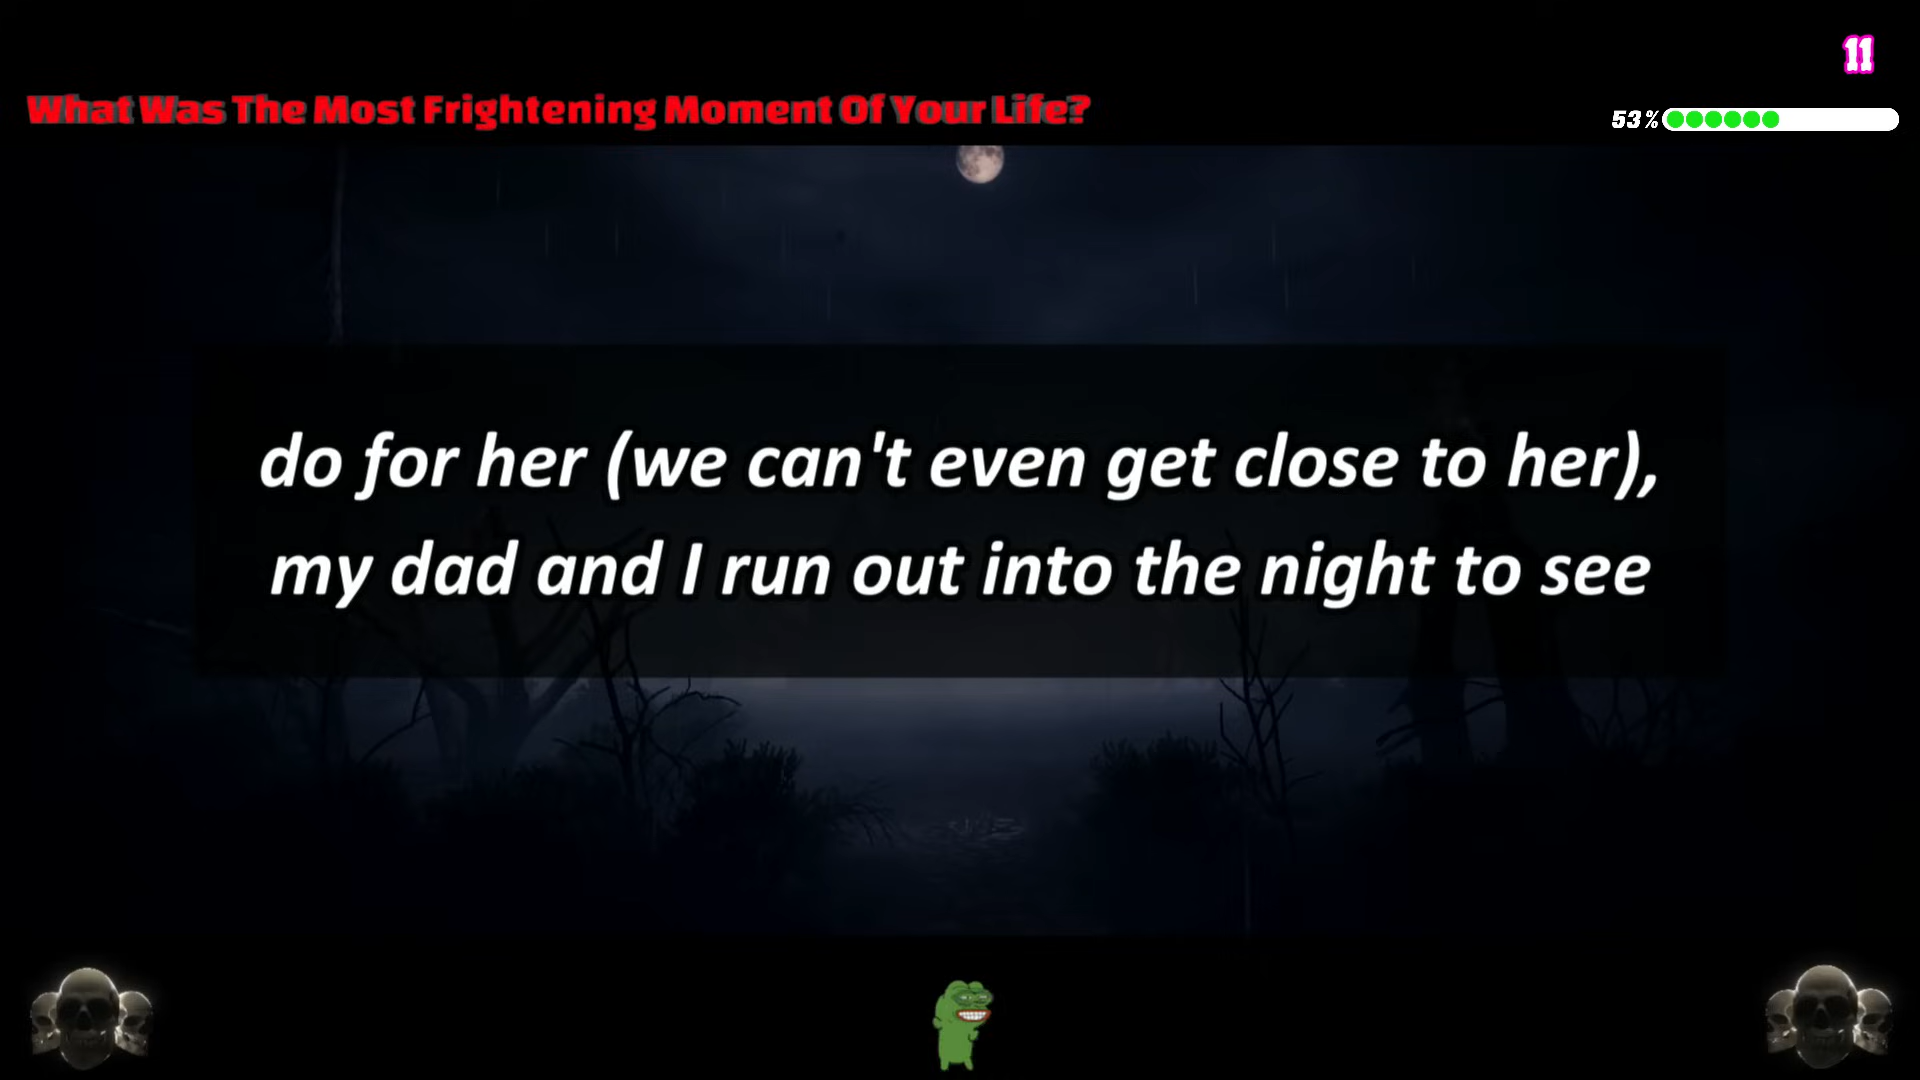 11
What Was The Most Frightening Moment Of Your Life?
53%
do for her (we can't even get close to her),
my dad and I run out into the night to see